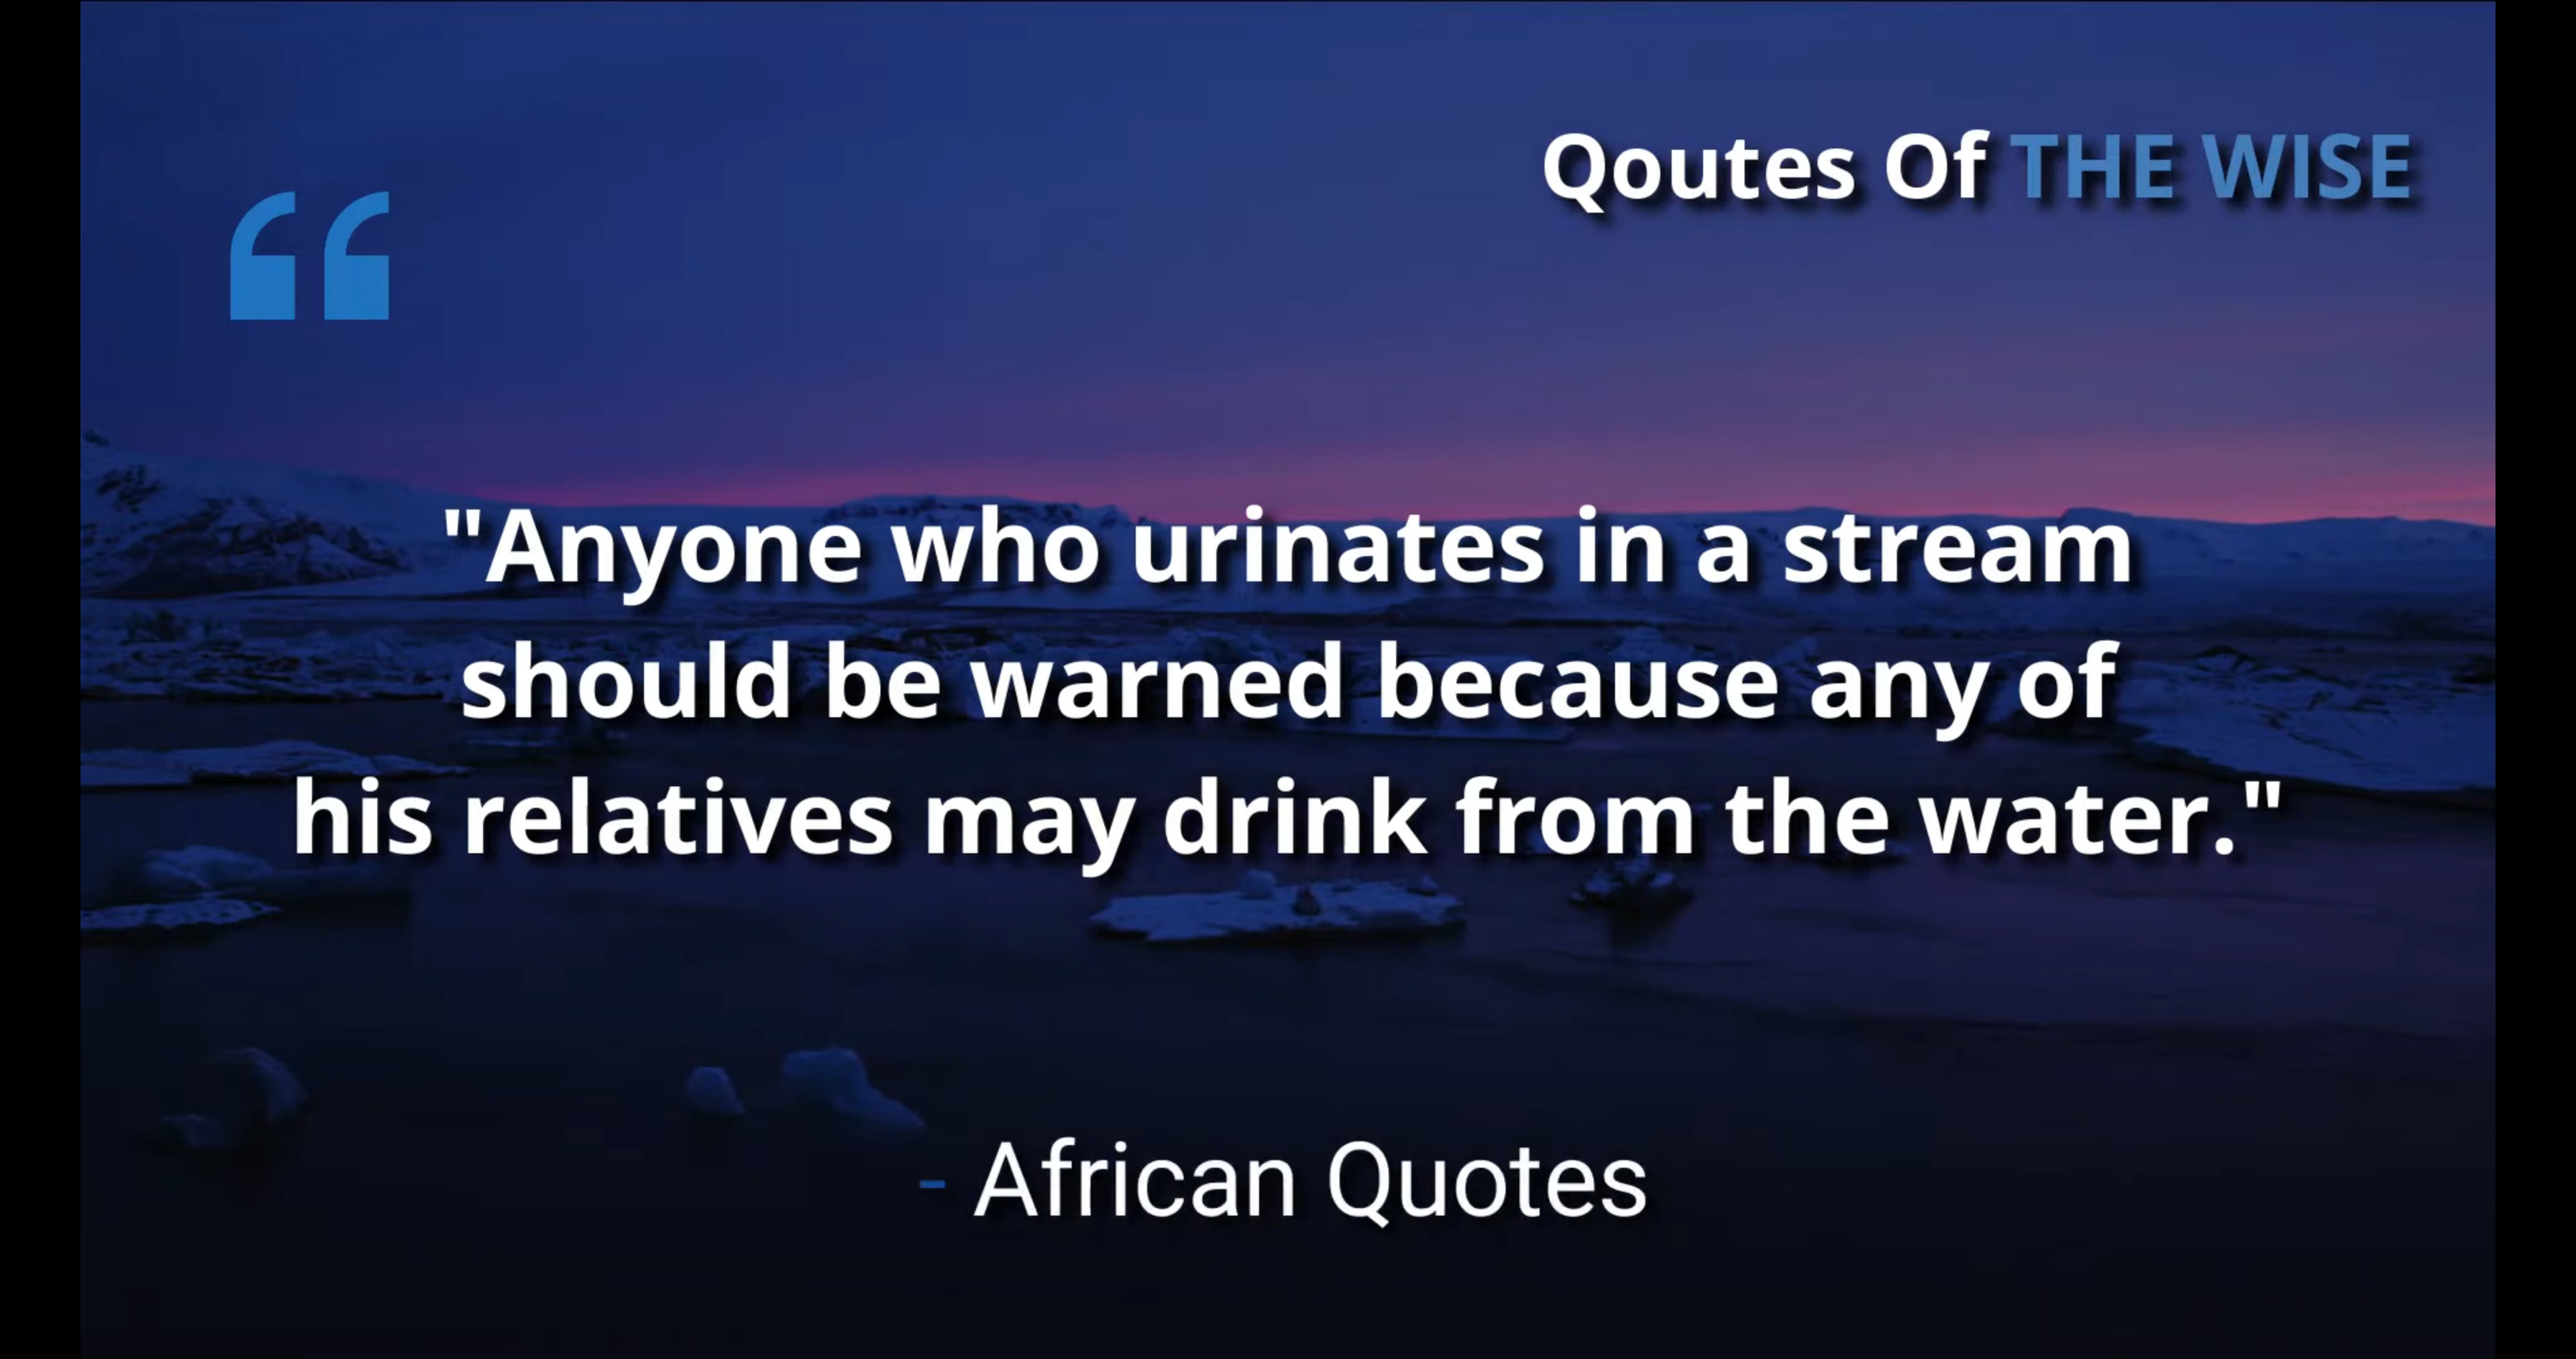 Qoutes Of THE WISE
"Anyone who urinates in a stream
should be warned because any of
his relatives may drink from the water."
- African Quotes